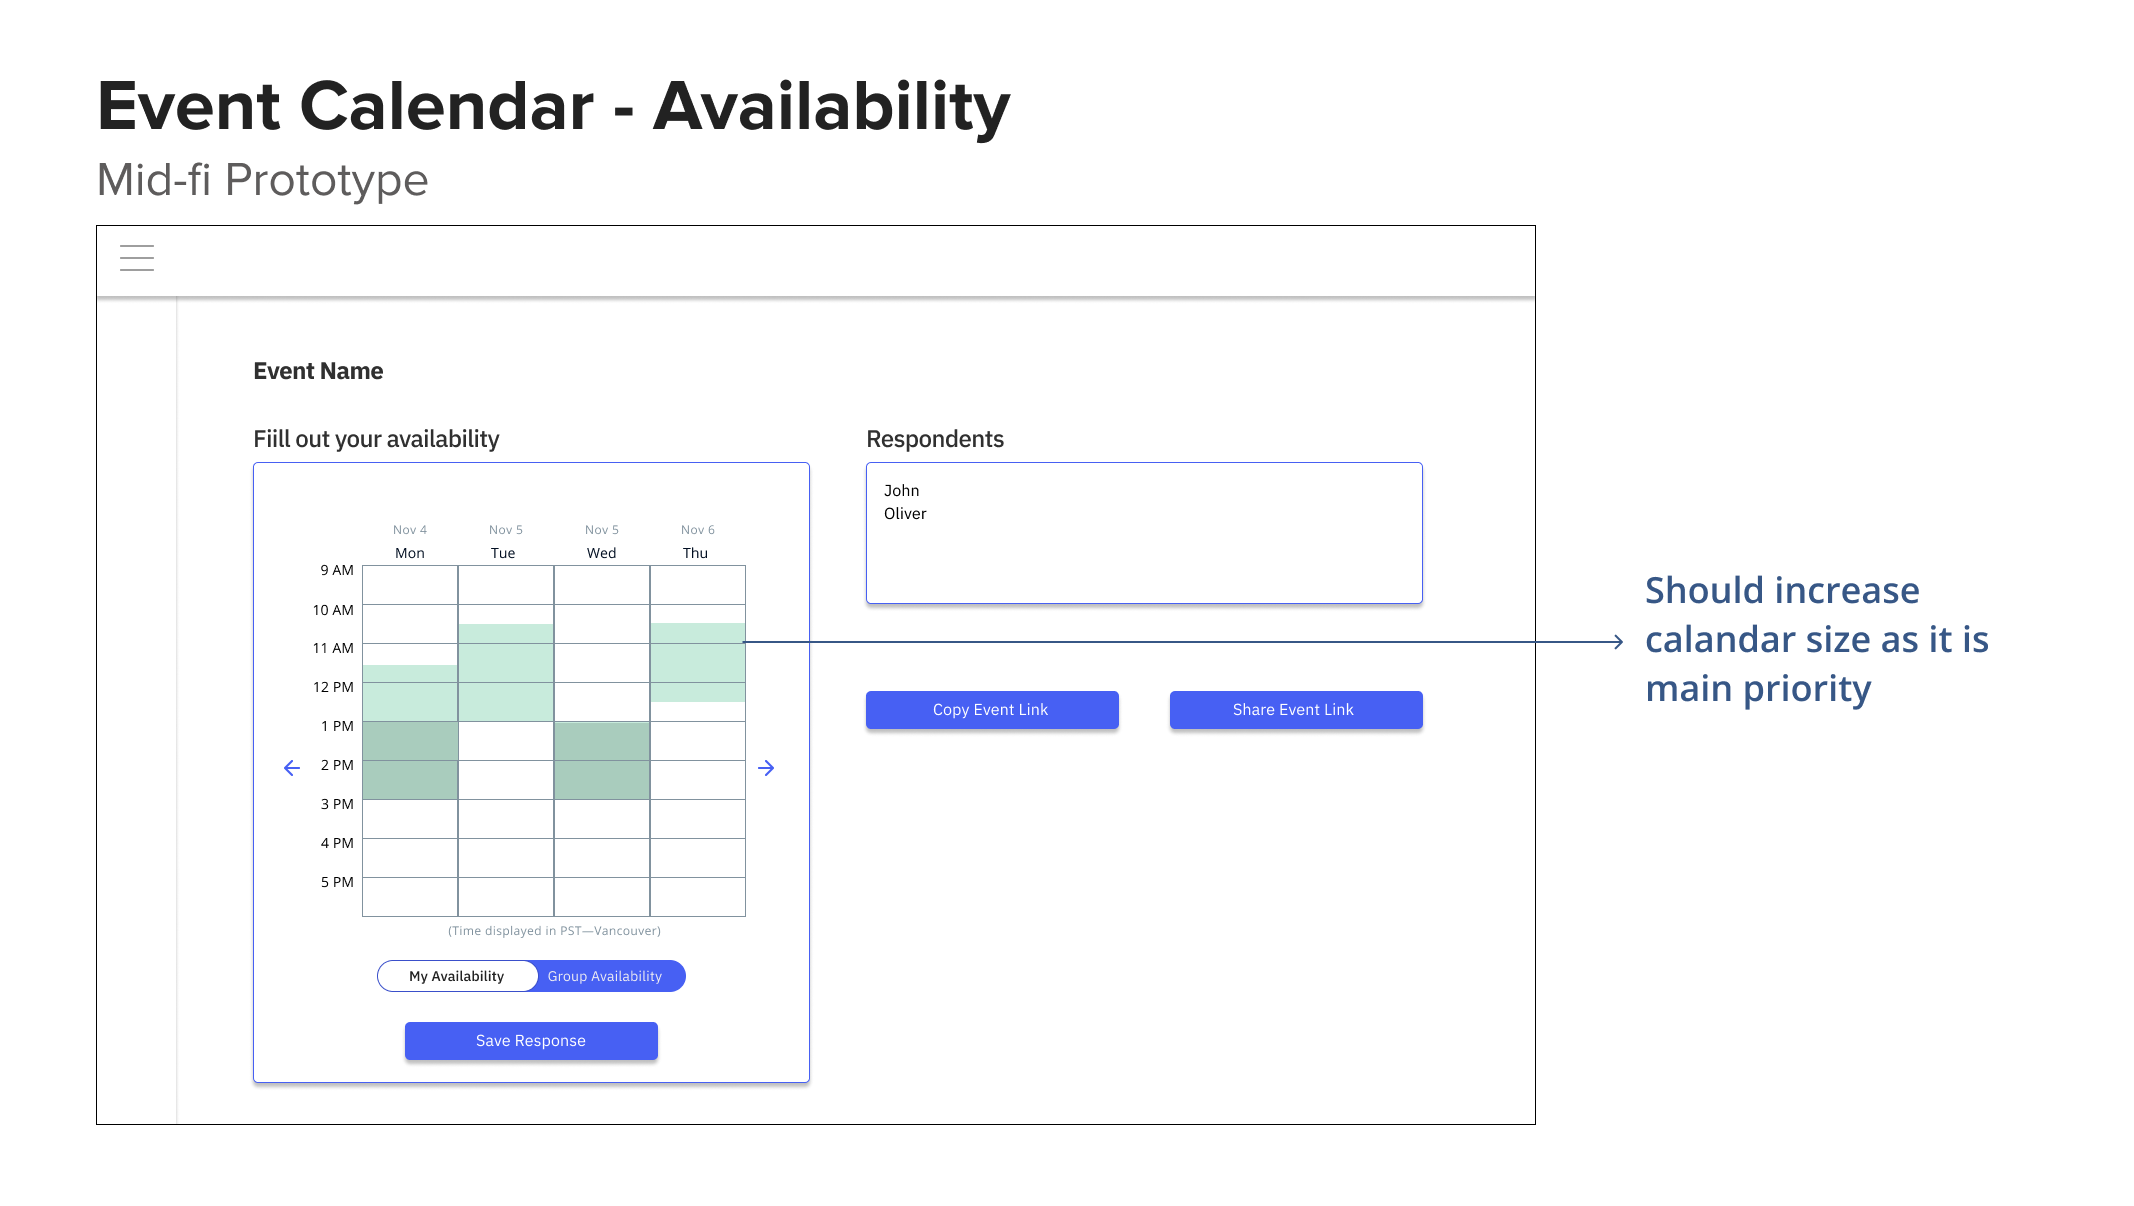 Event Calendar - Availability
Mid-fi Prototype
Event Name
Fiill out your availability
Nov 4 Nov 5 Nov 5 Nov 6
Mon Tue Wed Thu
9 AM
10 AM
11 AM
12 PM
1 PM
2 PM
3 PM
4 PM
5 PM
(Time displayed in PST—Vancouver)
My Availability Group Availability
Save Response
Respondents
John
Oliver
Copy Event Link Share Event Link
Should increase
calandar size as it is
main priority